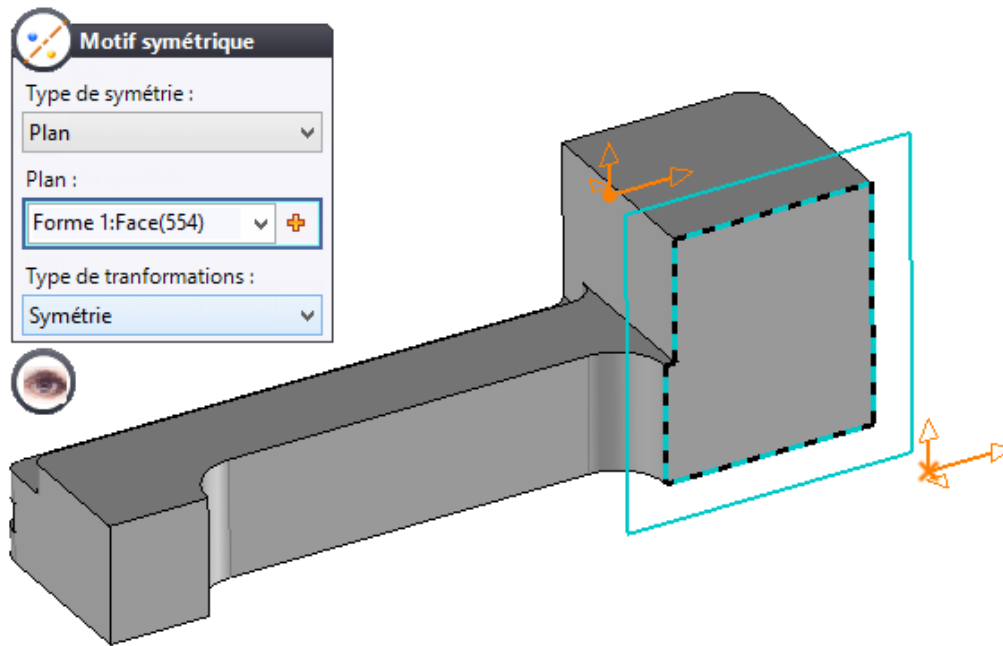 Motif symétrique
Type de symétrie :
Plan
Plan :
Forme 1:Face(554)
Type de tranformations :
Symétrie